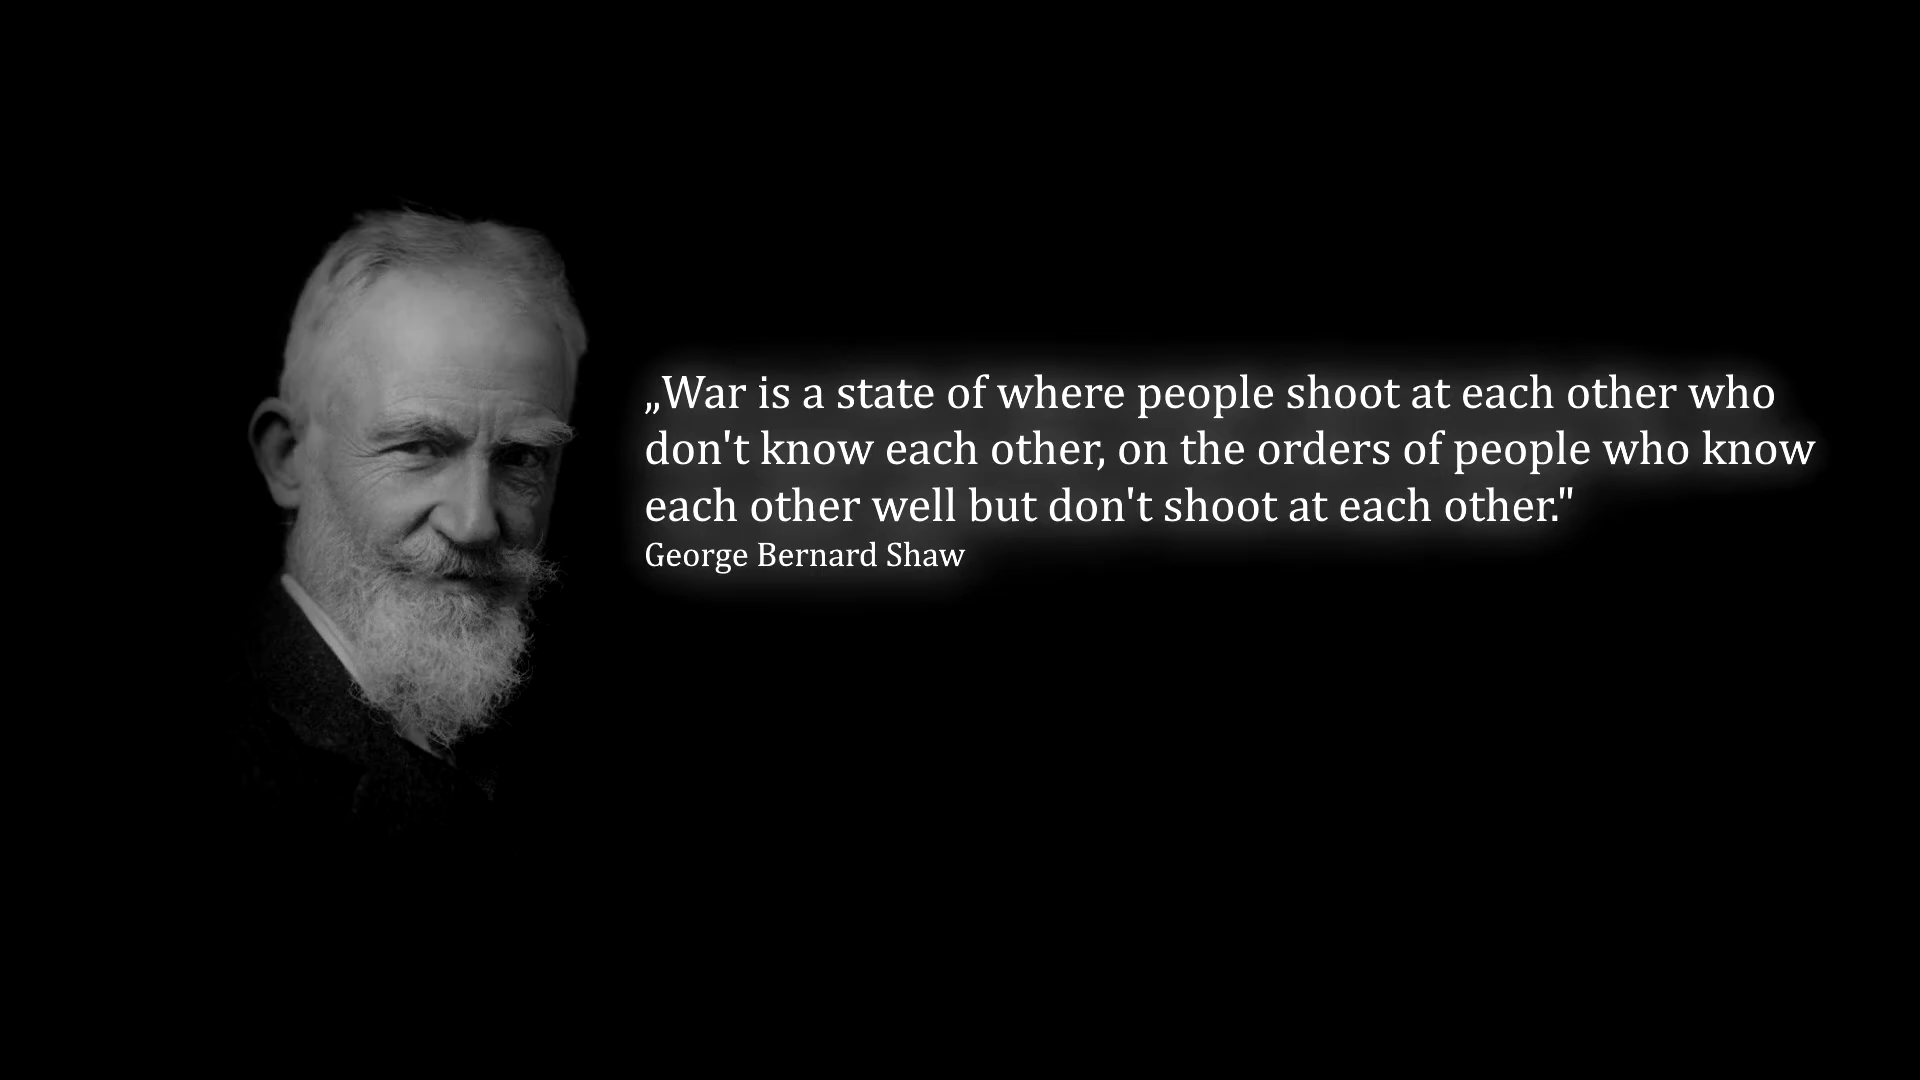 „War is a state of where people shoot at each other who
don't know each other, on the orders of people who know
each other well but don't shoot at each other."
George Bernard Shaw